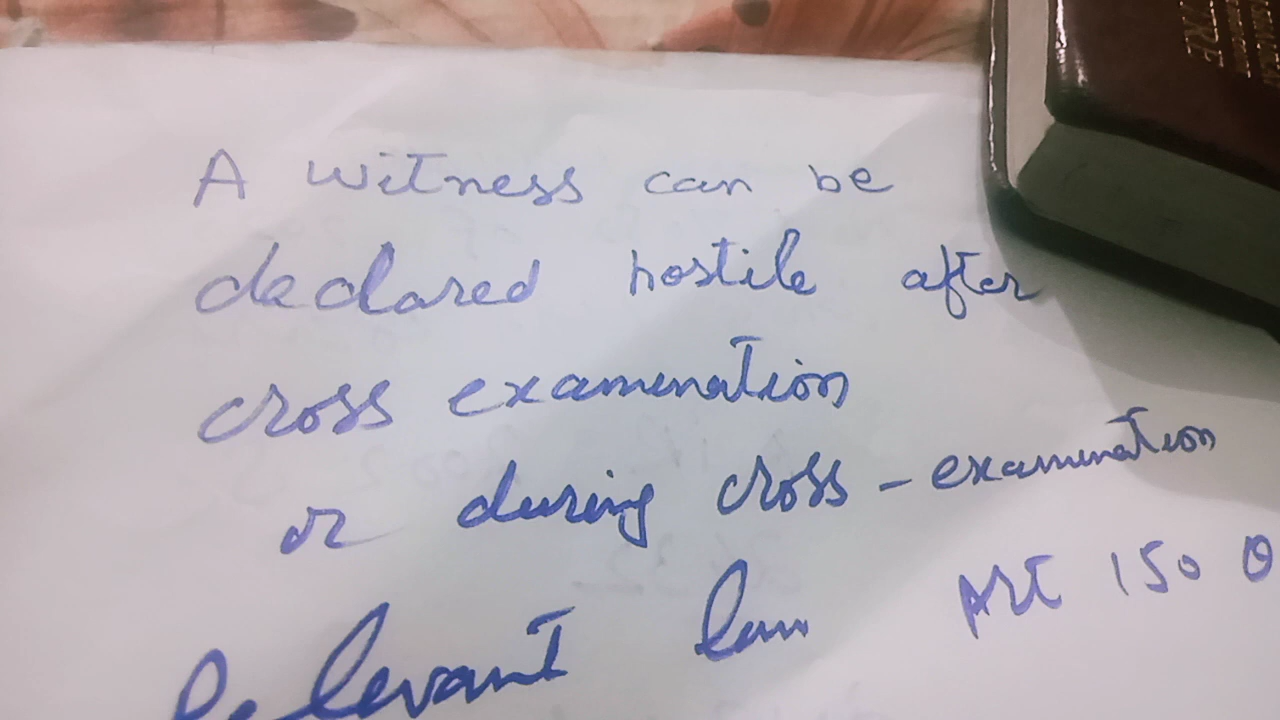 A witness can be
declared hostile after
cross examination
or during cross - examination
Relevant law Art 150 Q